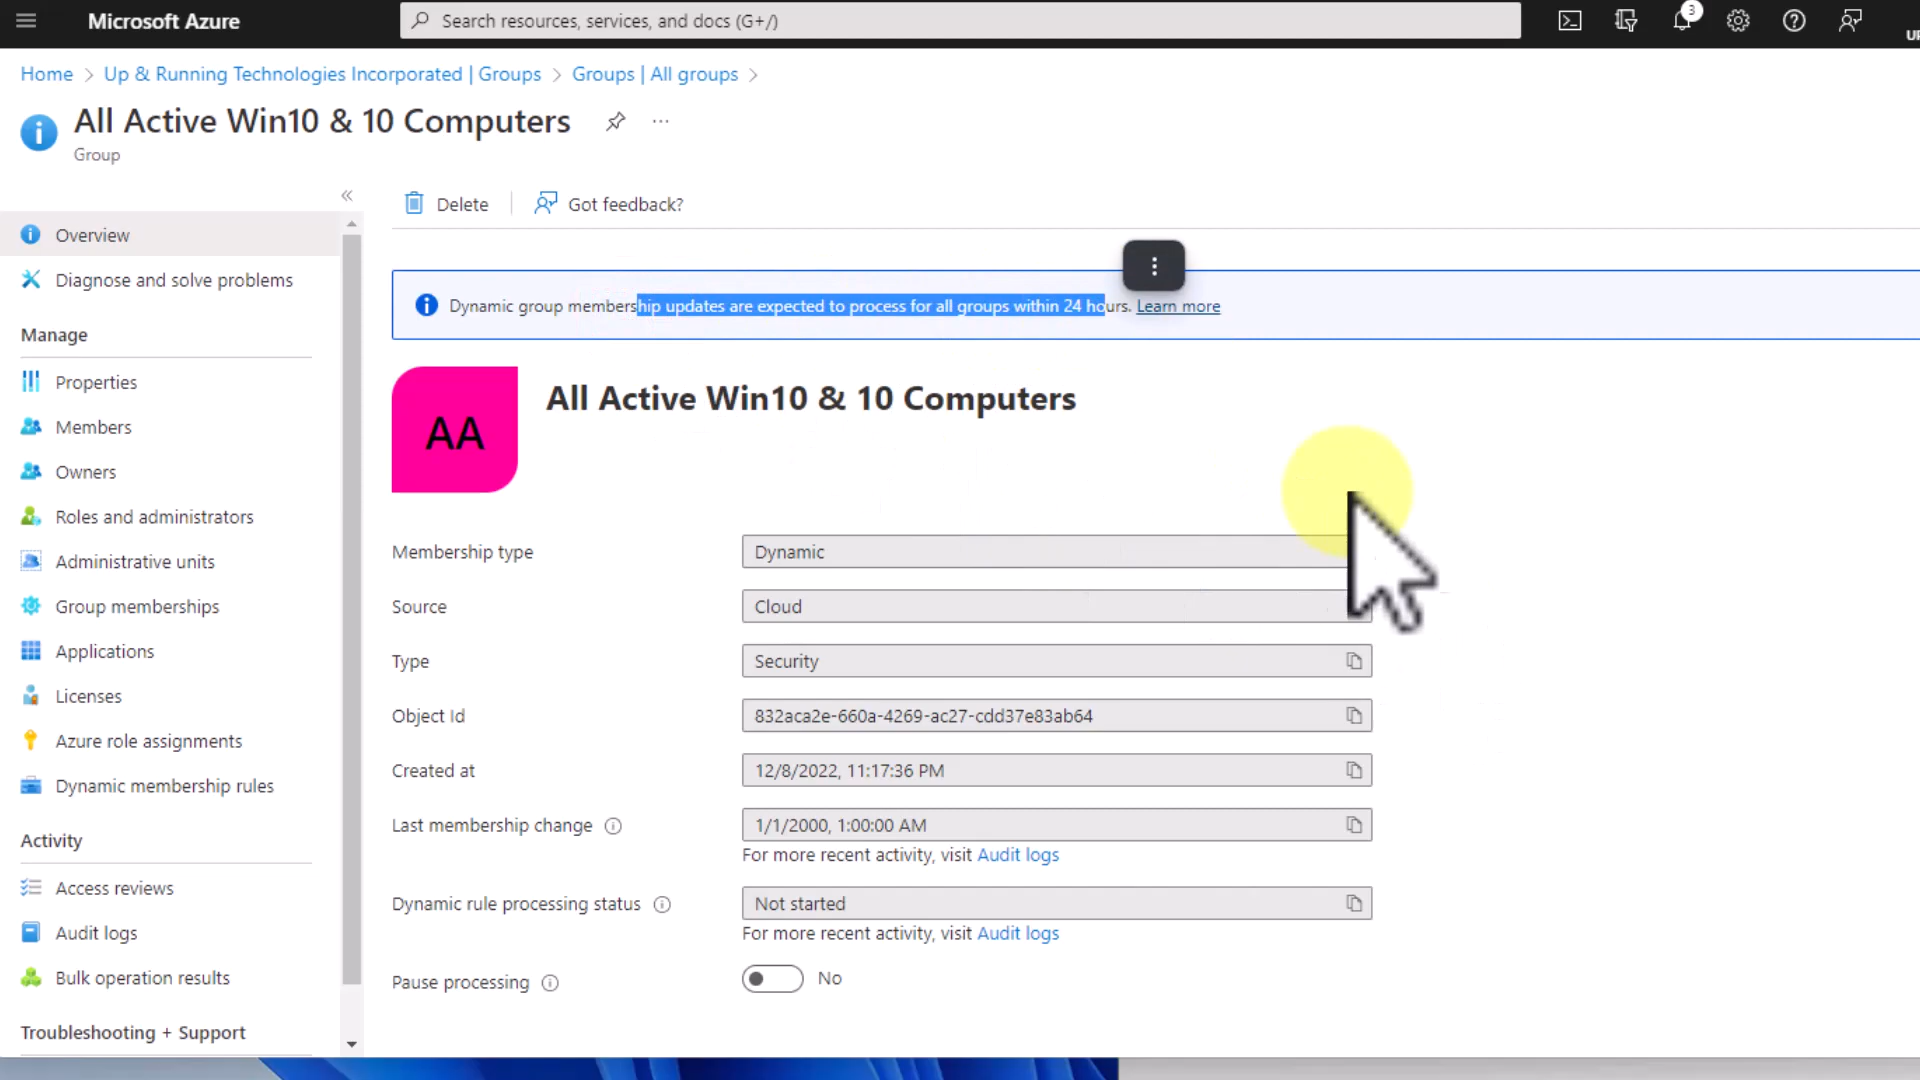 Microsoft Azure
Search resources, services, and docs (G+/)
3
Home > Up & Running Technologies Incorporated | Groups > Groups | All groups >
All Active Win10 & 10 Computers
Group
Delete
Got feedback?
Overview
Diagnose and solve problems
Manage
Properties
Members
Owners
Roles and administrators
Administrative units
Group memberships
Applications
Licenses
Azure role assignments
Dynamic membership rules
Activity
Access reviews
Audit logs
Bulk operation results
Troubleshooting + Support
Dynamic group membership updates are expected to process for all groups within 24 hours. Learn more
AA
All Active Win10 & 10 Computers
Membership type
Dynamic
Source
Cloud
Type
Security
Object Id
832aca2e-660a-4269-ac27-cdd37e83ab64
Created at
12/8/2022, 11:17:36 PM
Last membership change
1/1/2000, 1:00:00 AM
For more recent activity, visit Audit logs
Dynamic rule processing status
Not started
For more recent activity, visit Audit logs
Pause processing
No